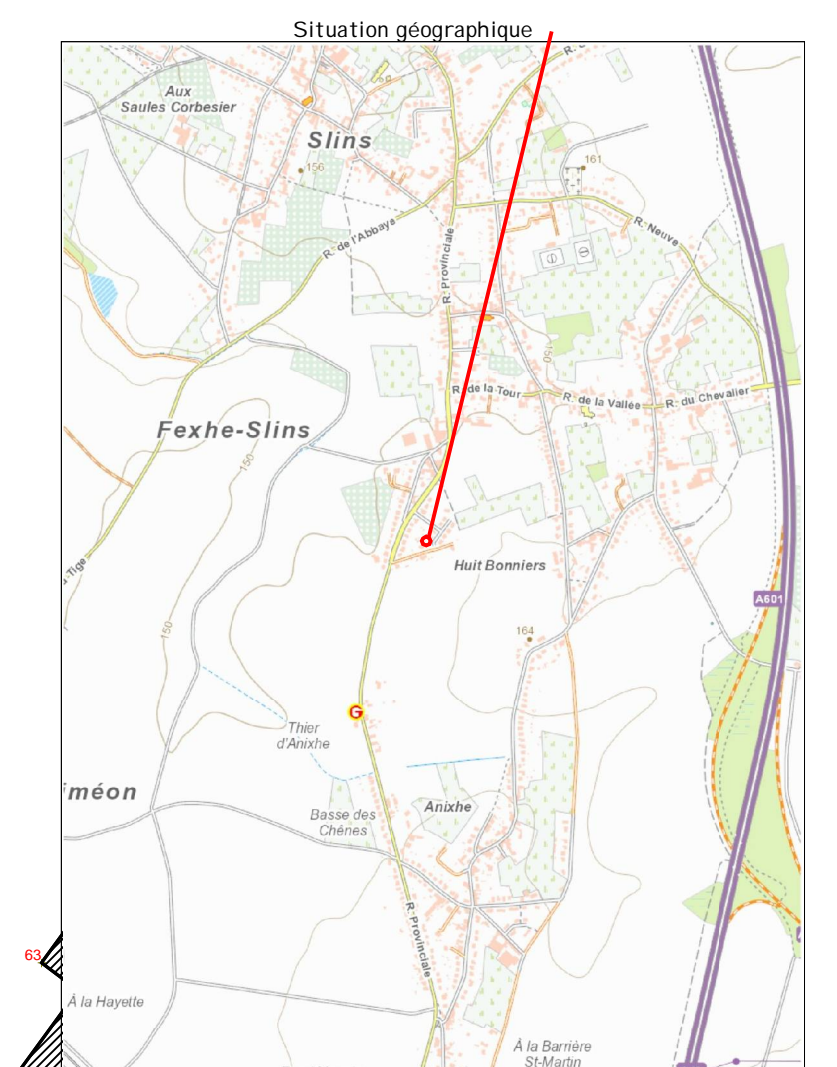 Situation géographique
Aux
Saules Corbesier
Slins
156
161
R. de l'Abbaye
R. Provinciale
R. Neuve
150
R. de la Tour
R. de la Vallée
R. du Chevalier
Fexhe-Slins
150
Tige
Huit Bonniers
A601
150
164
G
Thier
d'Anixhe
iméon
Basse des
Chênes
Anixhe
R. Provinciale
63
À la Hayette
À la Barrière
St-Martin